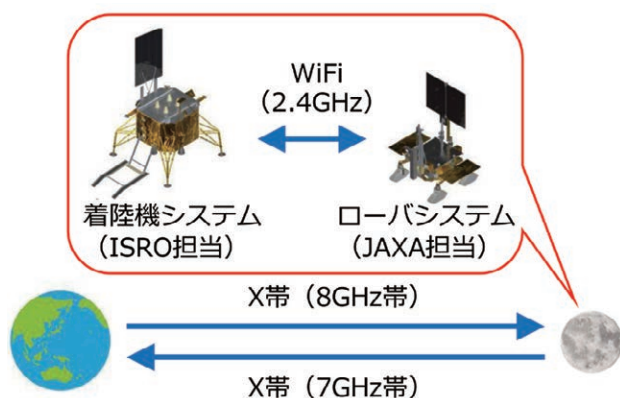 WiFi
（2.4GHz）
着陸機システム
（ISRO担当）
ローバシステム
（JAXA担当）
X帯（8GHz帯）
X帯（7GHz帯）